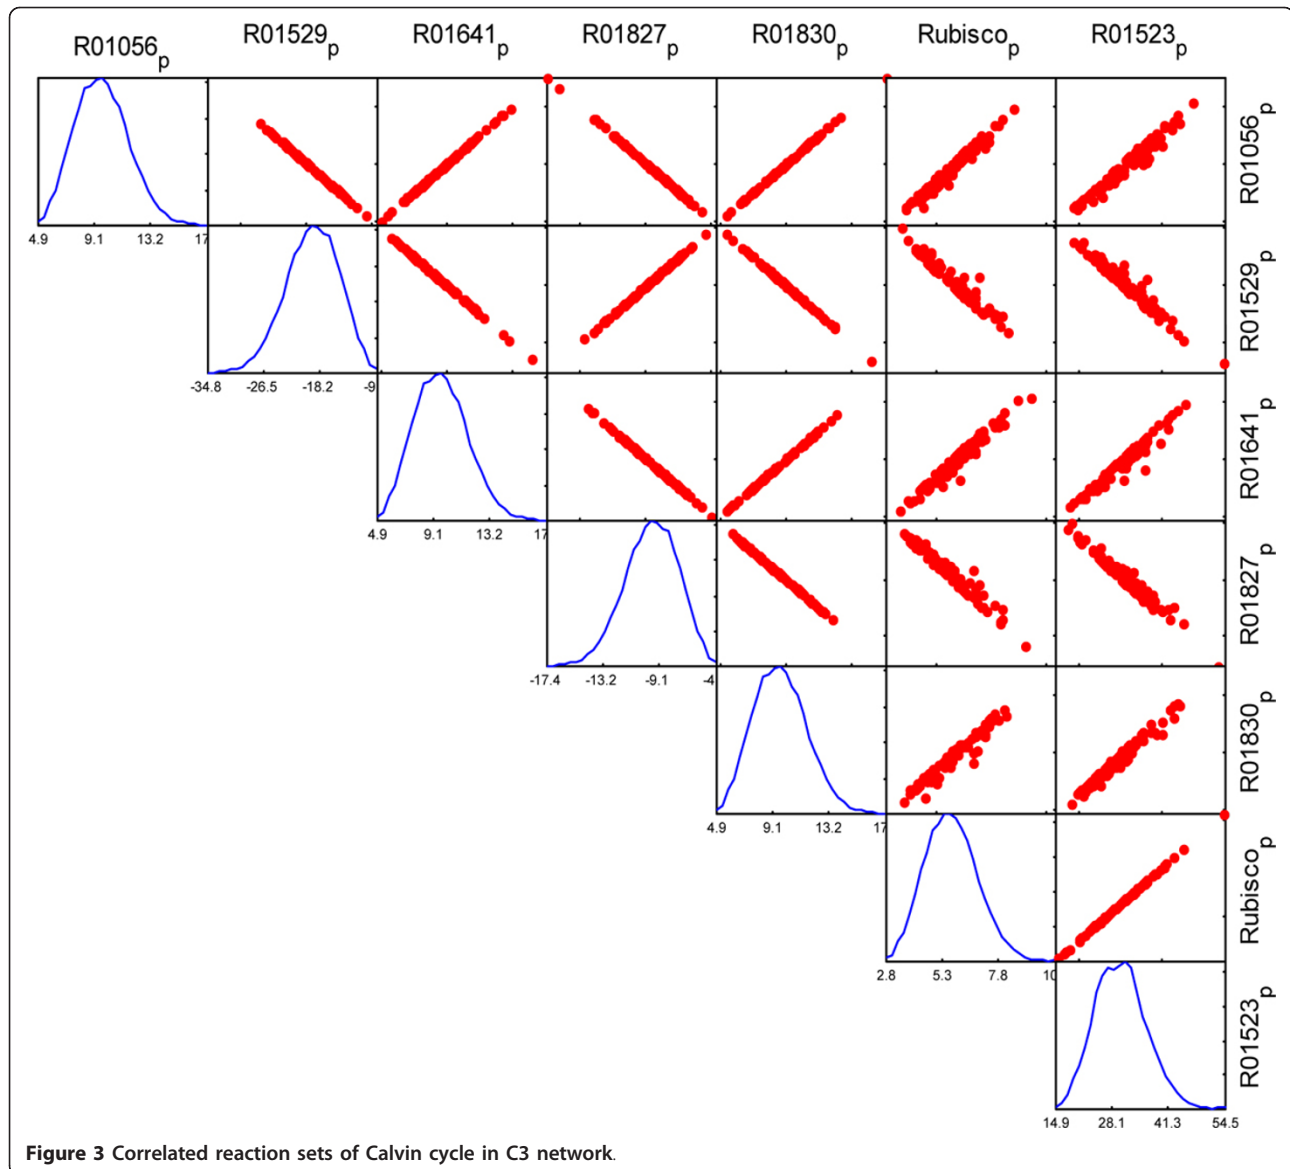 R01056p R01529p R01641p R01827p R01830p Rubiscop R01523p
R01056p
4.9 9.1 13.2 17
R01529p
-34.8 -26.5 -18.2 -9
R01641p
4.9 9.1 13.2 17
R01827p
-17.4 -13.2 -9.1 -4
R01830p
4.9 9.1 13.2 17
Rubiscop
2.8 5.3 7.8 10
R01523p
14.9 28.1 41.3 54.5
Figure 3 Correlated reaction sets of Calvin cycle in C3 network.